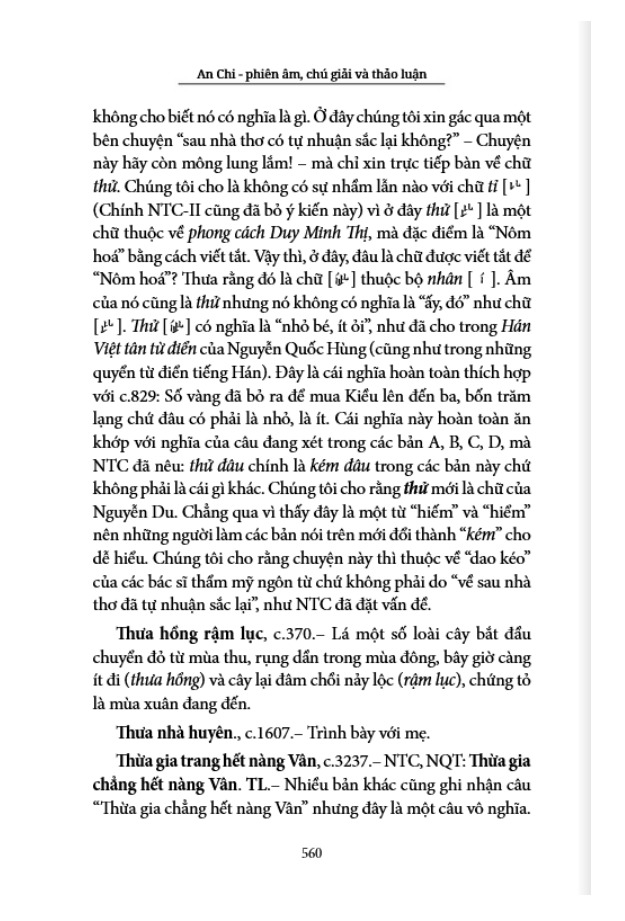 An Chi - phiên âm, chú giải và thảo luận
không cho biết nó có nghĩa là gì. Ở đây chúng tôi xin gác qua một
bên chuyện “sau nhà thơ có tự nhuận sắc lại không?” – Chuyện
này hãy còn mông lung lắm! – mà chỉ xin trực tiếp bàn về chữ
thử. Chúng tôi cho là không có sự nhầm lẫn nào với chữ tỉ [ ]
(Chính NTC-II cũng đã bỏ ý kiến này) vì ở đây thử [ ] là một
chữ thuộc về phong cách Duy Minh Thị, mà đặc điểm là “Nôm
hoá” bằng cách viết tắt. Vậy thì, ở đây, đâu là chữ được viết tắt để
“Nôm hoá”? Thưa rằng đó là chữ [ ] thuộc bộ nhân [ ]. Âm
của nó cũng là thử nhưng nó không có nghĩa là “ấy, đó” như chữ
[ ]. Thử [ ] có nghĩa là “nhỏ bé, ít ỏi”, như đã cho trong Hán
Việt tân từ điển của Nguyễn Quốc Hùng (cũng như trong những
quyển từ điển tiếng Hán). Đây là cái nghĩa hoàn toàn thích hợp
với c.829: Số vàng đã bỏ ra để mua Kiều lên đến ba, bốn trăm
lạng chứ đâu có phải là nhỏ, là ít. Cái nghĩa này hoàn toàn ăn
khớp với nghĩa của câu đang xét trong các bản A, B, C, D, mà
NTC đã nêu: thử đâu chính là kém đâu trong các bản này chứ
không phải là cái gì khác. Chúng tôi cho rằng thử mới là chữ của
Nguyễn Du. Chẳng qua vì thấy đây là một từ “hiếm” và “hiểm”
nên những người làm các bản nói trên mới đổi thành “kém” cho
dễ hiểu. Chúng tôi cho rằng chuyện này thì thuộc về “dao kéo”
của các bác sĩ thẩm mỹ ngôn từ chứ không phải do “về sau nhà
thơ đã tự nhuận sắc lại”, như NTC đã đặt vấn đề.
Thưa hồng rậm lục, c.370.– Lá một số loài cây bắt đầu
chuyển đỏ từ mùa thu, rụng dần trong mùa đông, bây giờ càng
ít đi (thưa hồng) và cây lại đâm chồi nảy lộc (rậm lục), chứng tỏ
là mùa xuân đang đến.
Thưa nhà huyên., c.1607.– Trình bày với mẹ.
Thừa gia trang hết nàng Vân, c.3237.– NTC, NQT: Thừa gia
chẳng hết nàng Vân. TL.– Nhiều bản khác cũng ghi nhận câu
“Thừa gia chẳng hết nàng Vân” nhưng đây là một câu vô nghĩa.
560